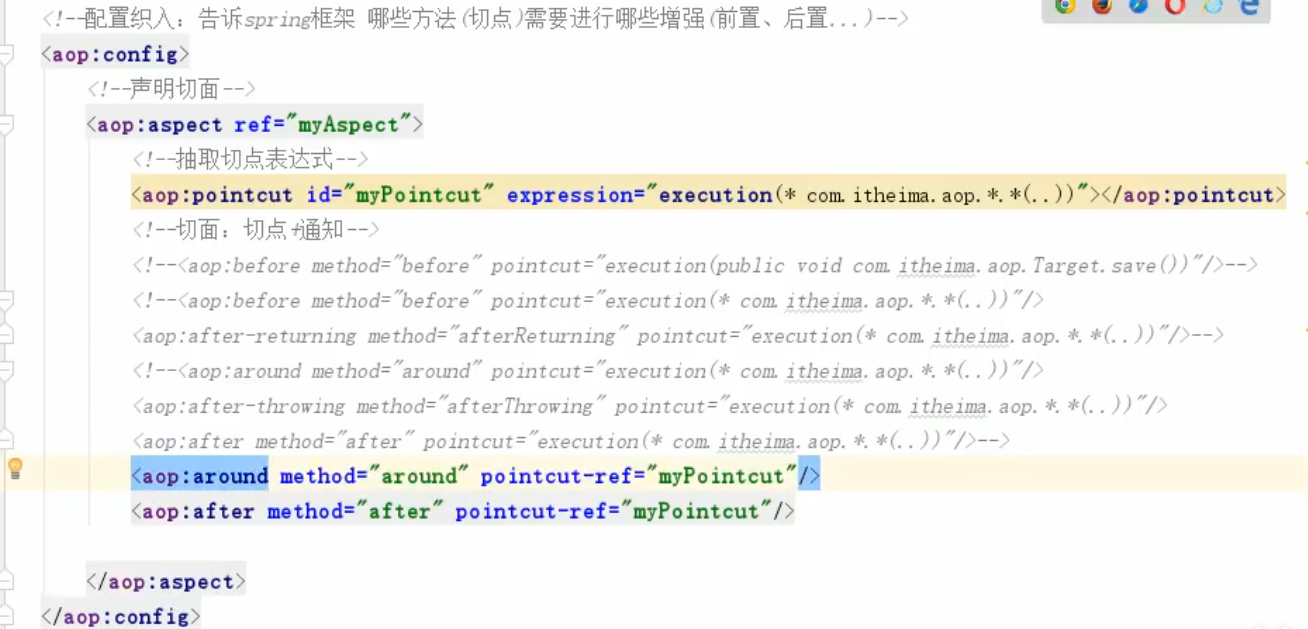 <!--配置织入：告诉spring框架 哪些方法(切点)需要进行哪些增强(前置、后置...)-->
<aop:config>
<!--声明切面-->
<aop:aspect ref="myAspect">
<!--抽取切点表达式-->
<aop:pointcut id="myPointcut" expression="execution(* com.itheima.aop.*.*(..))"></aop:pointcut>
<!--切面：切点+通知-->
<!--<aop:before method="before" pointcut="execution(public void com.itheima.aop.Target.save())"/>-->
<!--<aop:before method="before" pointcut="execution(* com.itheima.aop.*.*(..))"/>
<aop:after-returning method="afterReturning" pointcut="execution(* com.itheima.aop.*.*(..))"/>-->
<!--<aop:around method="around" pointcut="execution(* com.itheima.aop.*.*(..))"/>
<aop:after-throwing method="afterThrowing" pointcut="execution(* com.itheima.aop.*.*(..))"/>
<aop:after method="after" pointcut="execution(* com.itheima.aop.*.*(..))"/>-->
<aop:around method="around" pointcut-ref="myPointcut"/>
<aop:after method="after" pointcut-ref="myPointcut"/>
</aop:aspect>
</aop:config>